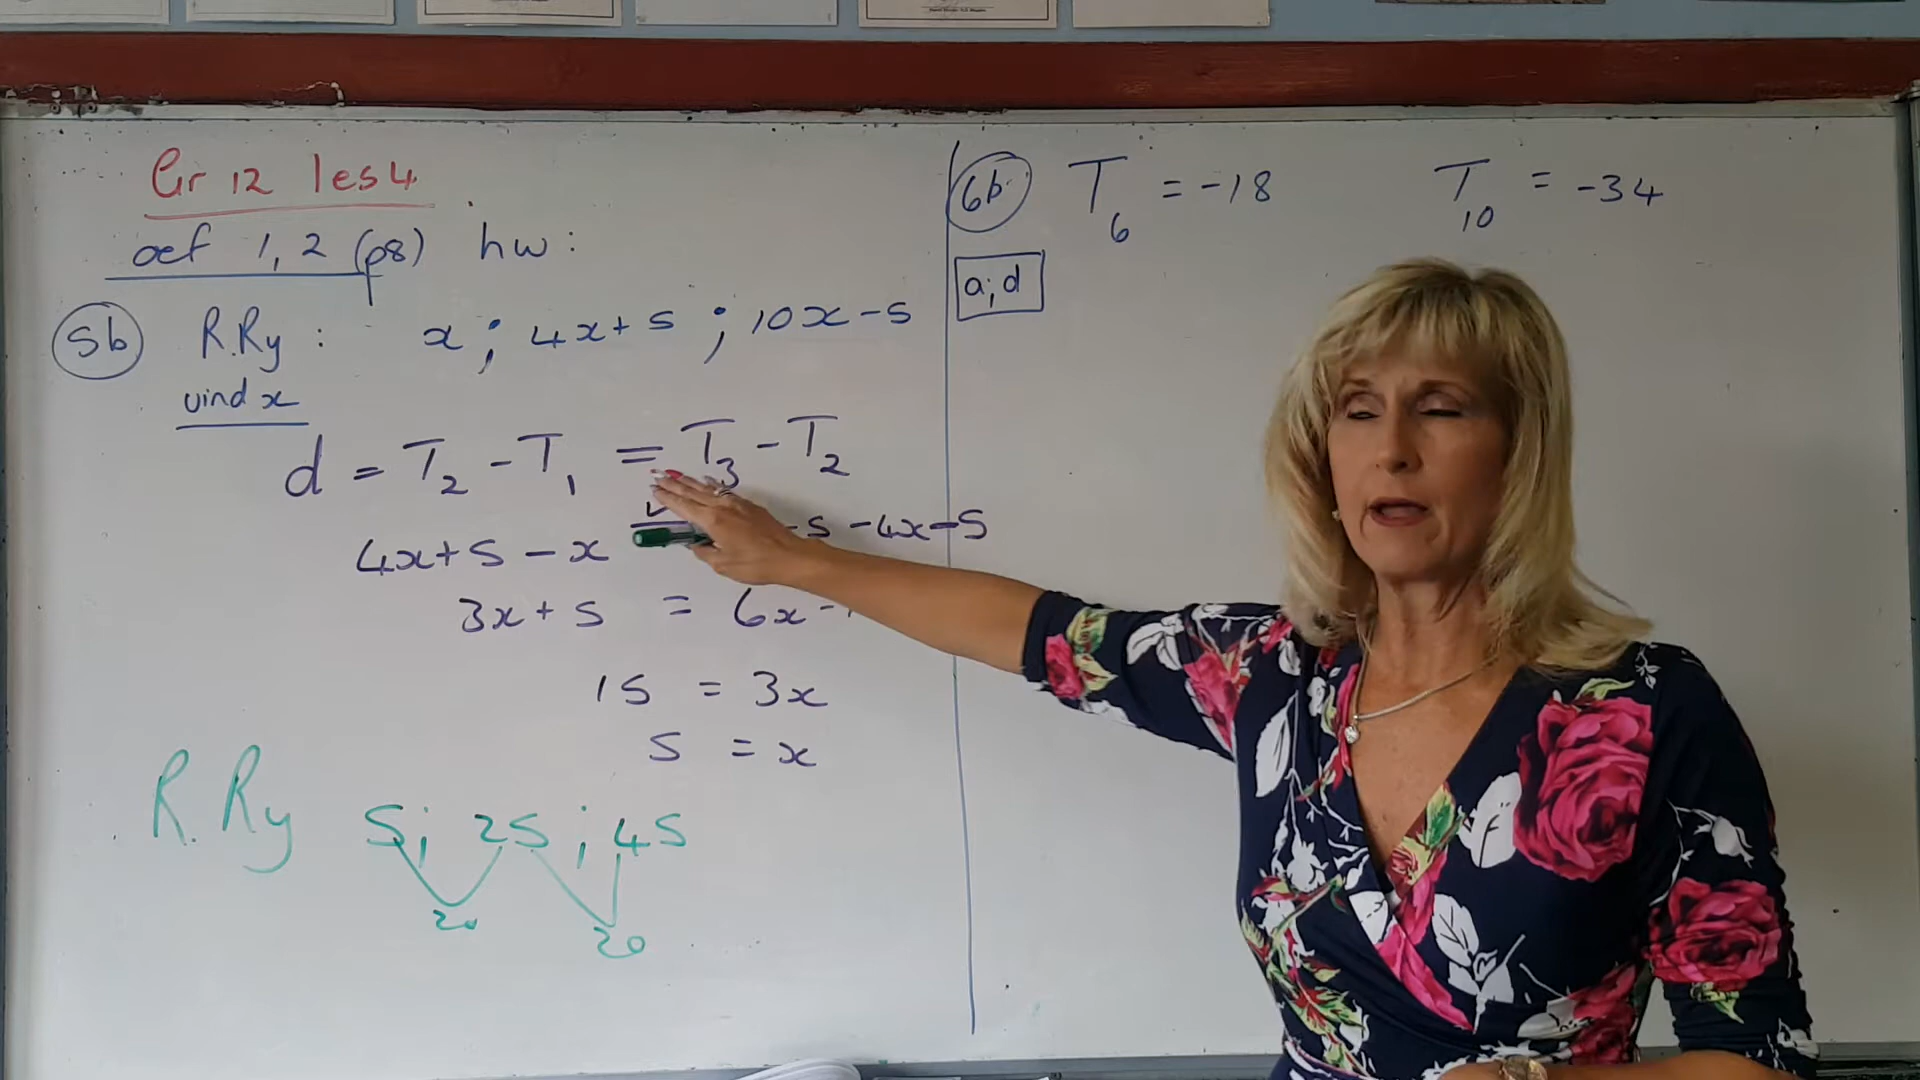 Gr 12 les 4
oef 1, 2 (p8) hw:
5b R.Ry: x; 4x+5; 10x-5
vind x
d = T2 - T1 = T3 - T2
4x+5-x -5-4x-5
3x+5 = 6x-
15 = 3x
5 = x
R.Ry 5; 25; 45
20 20
6b T6 = -18 T10 = -34
a;d